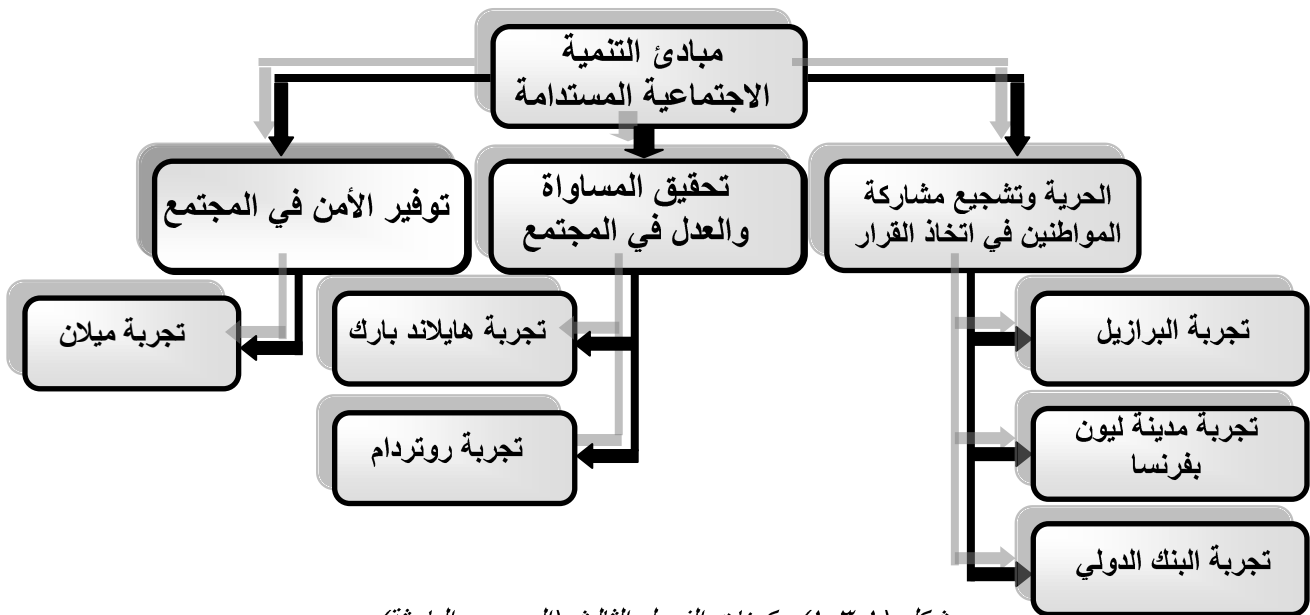 مبادئ التنمية
الاجتماعية المستدامة
الحرية وتشجيع مشاركة
المواطنين في اتخاذ القرار
تحقيق المساواة
والعدل في المجتمع
توفير الأمن في المجتمع
تجربة البرازيل
تجربة مدينة ليون
بفرنسا
تجربة البنك الدولي
تجربة هايلاند بارك
تجربة روتردام
تجربة ميلان